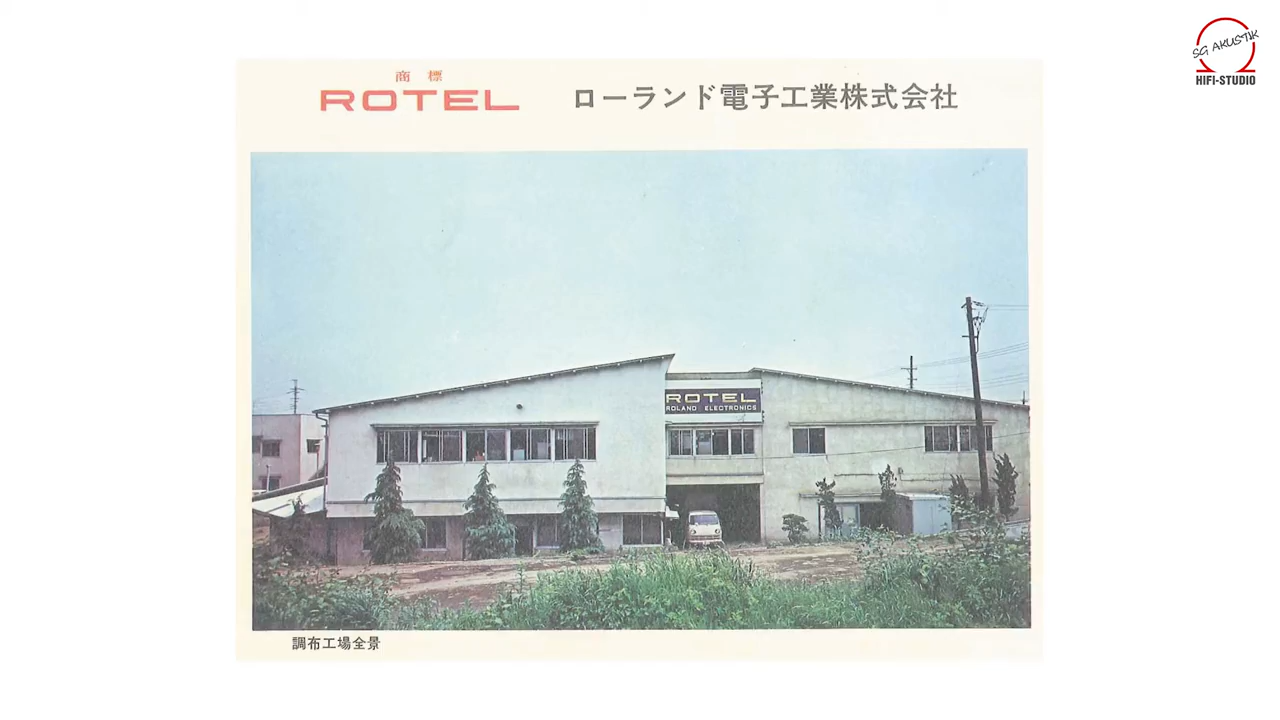 商標
ROTEL
ローランド電子工業株式会社
SG AKUSTIK
HIFI-STUDIO
ROTEL
ROLAND ELECTRONICS
調布工場全景